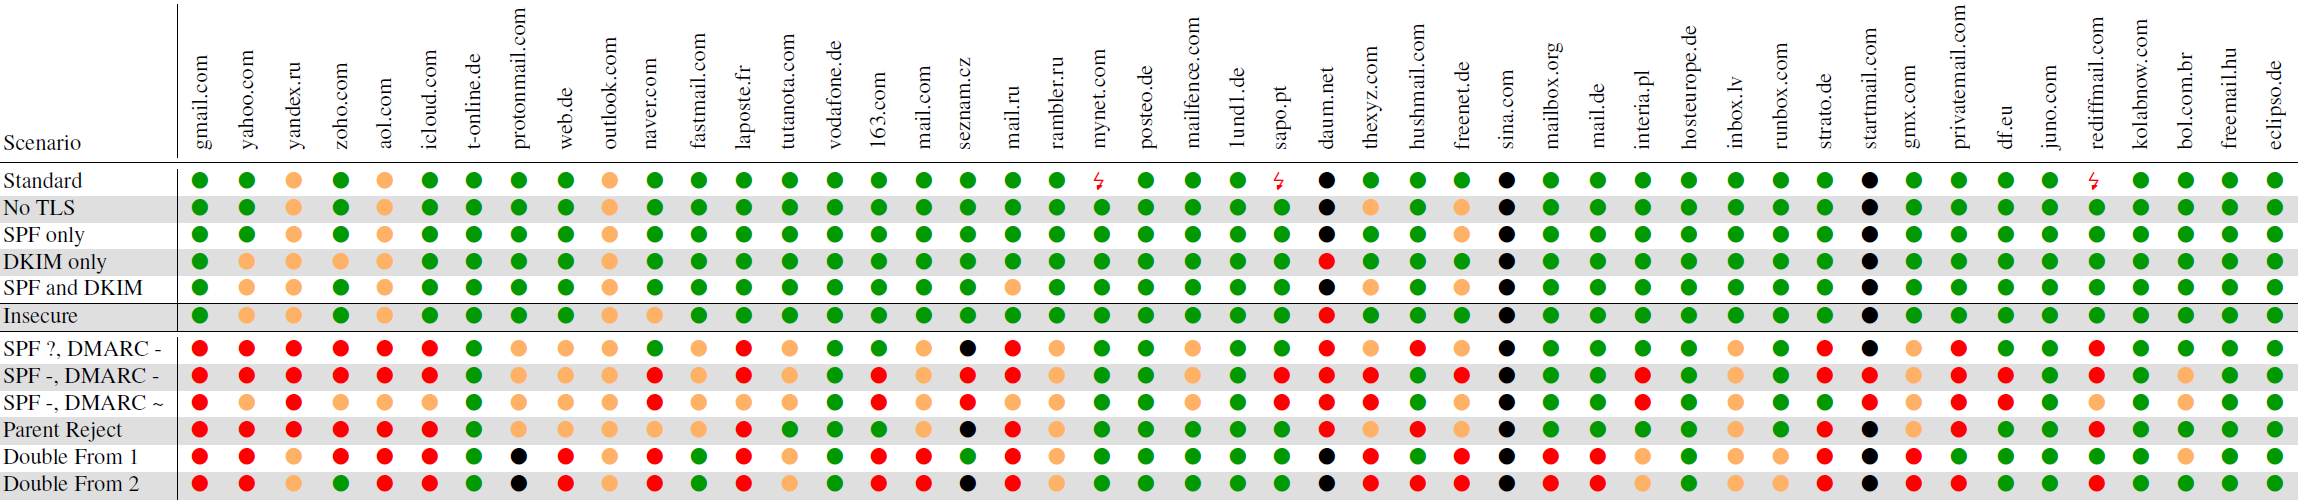 Scenario
gmail.com
yahoo.com
yandex.ru
zoho.com
aol.com
icloud.com
t-online.de
protonmail.com
web.de
outlook.com
naver.com
fastmail.com
laposte.fr
tutanota.com
vodafone.de
163.com
mail.com
seznam.cz
mail.ru
rambler.ru
mynet.com
posteo.de
mailfence.com
1und1.de
sapo.pt
daum.net
thexyz.com
hushmail.com
freenet.de
sina.com
mailbox.org
mail.de
interia.pl
hosteurope.de
inbox.lv
runbox.com
strato.de
startmail.com
gmx.com
privatemail.com
df.eu
juno.com
rediffmail.com
kolabnow.com
bol.com.br
freemail.hu
eclipso.de
Standard
No TLS
SPF only
DKIM only
SPF and DKIM
Insecure
SPF ?, DMARC -
SPF -, DMARC -
SPF -, DMARC ~
Parent Reject
Double From 1
Double From 2